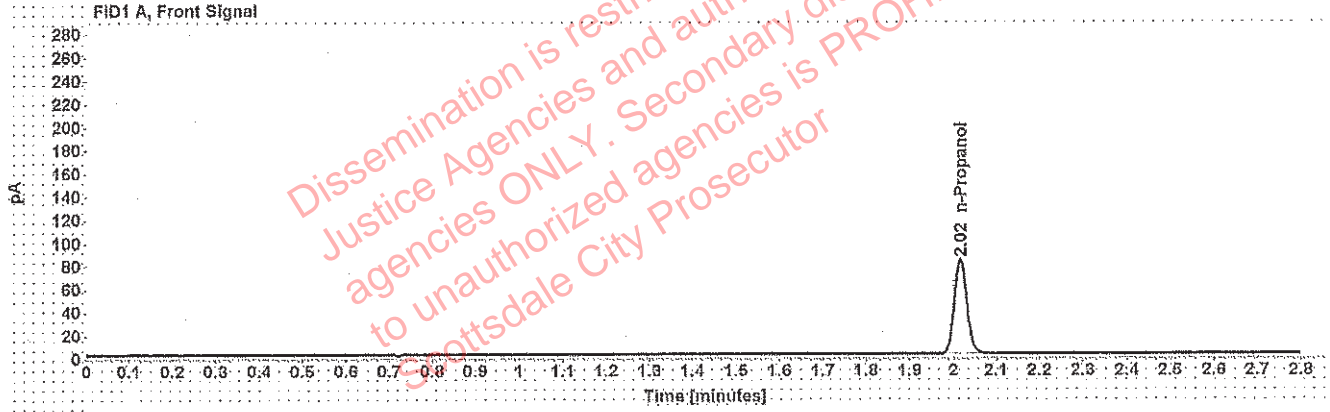 FID1 A, Front Signal
280
260
240
220
200
180
160
140
120
100
80
60
40
20
0
pA
2.02 n-Propanol
0 0.1 0.2 0.3 0.4 0.5 0.6 0.7 0.8 0.9 1 1.1 1.2 1.3 1.4 1.5 1.6 1.7 1.8 1.9 2 2.1 2.2 2.3 2.4 2.5 2.6 2.7 2.8
Time [minutes]
Dissemination is
Justice Agencies and
agencies ONLY. Secondary
to unauthorized agencies is
Scottsdale City Prosecutor